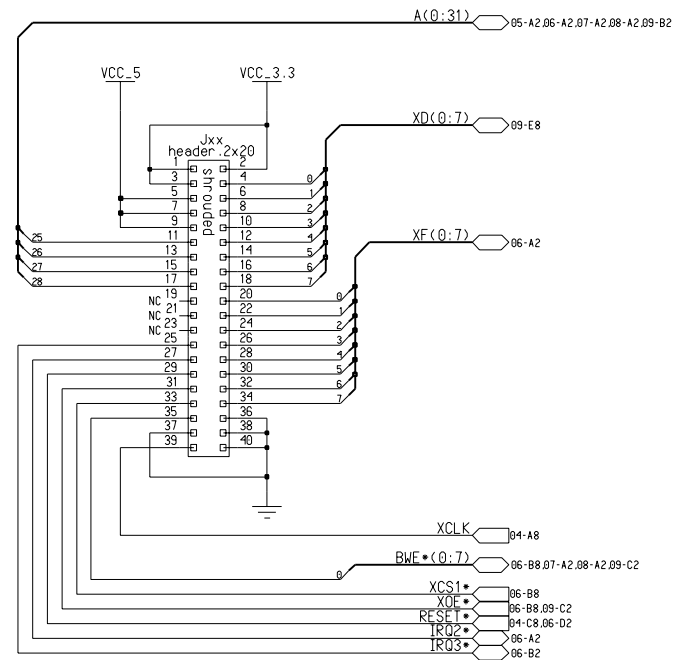 A(0:31) 05-A2,06-A2,07-A2,08-A2,09-B2
VCC_5 VCC_3.3
XD(0:7) 09-E8
Jxx
header.2x20
shrouded
1 2
3 4 0
5 6 1
7 8 2
9 10 3
25 11 12 4
26 13 14 5
27 15 16 6
28 17 18 7
XF(0:7) 06-A2
NC 19 20 0
NC 21 22 1
NC 23 24 2
25 26 3
27 28 4
29 30 5
31 32 6
33 34 7
35 36
37 38
39 40
XCLK 04-A8
BWE*(0:7) 06-B8,07-A2,08-A2,09-C2
0
XCS1* 06-B8
XOE* 06-B8,09-C2
RESET* 04-C8,06-D2
IRQ2* 06-A2
IRQ3* 06-B2